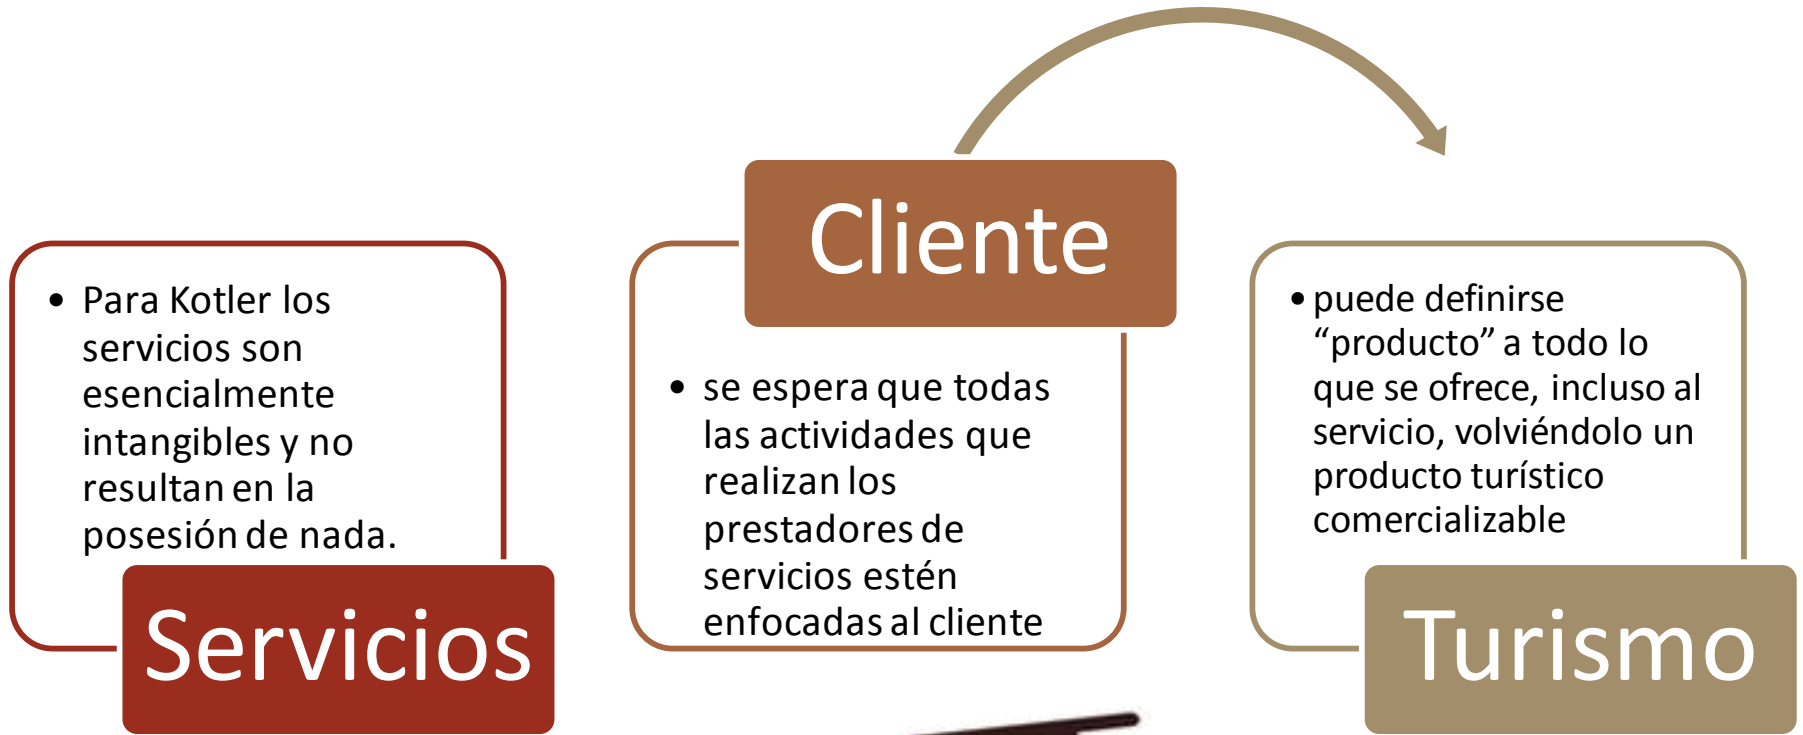 • Para Kotler los
servicios son
esencialmente
intangibles y no
resultan en la
posesión de nada.
Servicios
Cliente
• se espera que todas
las actividades que
realizan los
prestadores de
servicios estén
enfocadas al cliente
• puede definirse
“producto” a todo lo
que se ofrece, incluso al
servicio, volviéndolo un
producto turístico
comercializable
Turismo